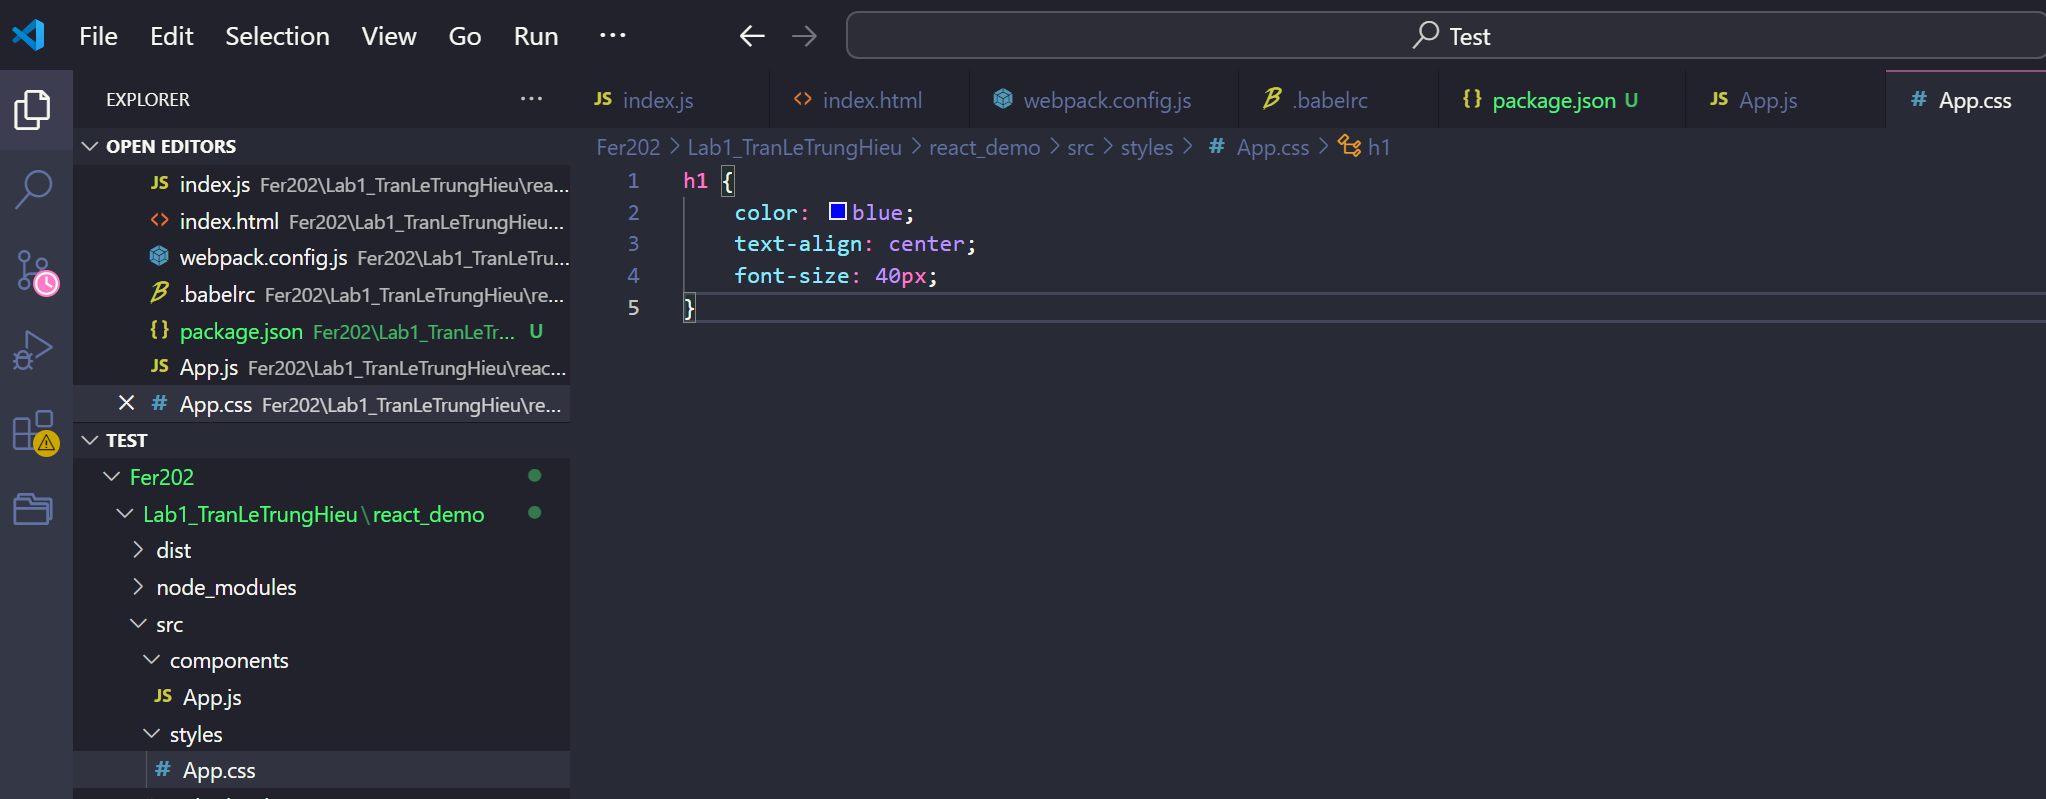 File Edit Selection View Go Run ··· Test
EXPLORER ···
JS index.js <> index.html webpack.config.js .babelrc {} package.json U JS App.js # App.css
Fer202 > Lab1_TranLeTrungHieu > react_demo > src > styles > # App.css > h1
OPEN EDITORS
JS index.js Fer202\Lab1_TranLeTrungHieu\rea...
<> index.html Fer202\Lab1_TranLeTrungHieu...
webpack.config.js Fer202\Lab1_TranLeTru...
.babelrc Fer202\Lab1_TranLeTrungHieu\re...
{} package.json Fer202\Lab1_TranLeTr... U
JS App.js Fer202\Lab1_TranLeTrungHieu\reac...
# App.css Fer202\Lab1_TranLeTrungHieu\re...
TEST
Fer202
Lab1_TranLeTrungHieu\react_demo
dist
node_modules
src
components
JS App.js
styles
# App.css
1 h1 {
2 color: blue;
3 text-align: center;
4 font-size: 40px;
5 }